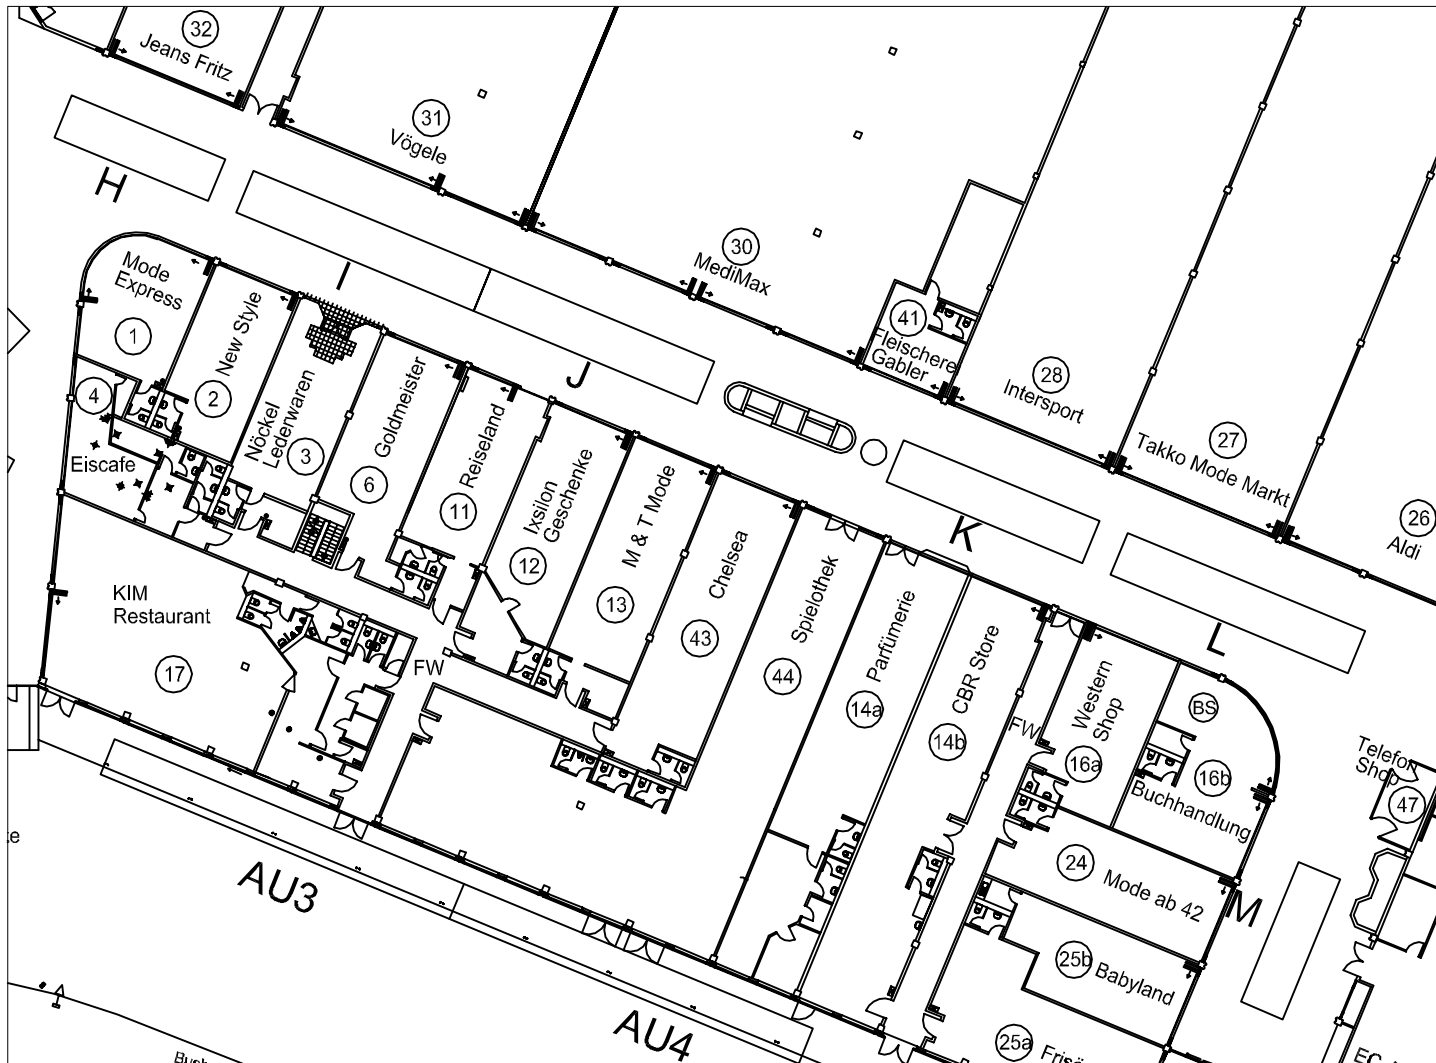 32
Jeans Fritz
31
Vögele
H
30
MediMax
41
Fleischere
Gabler
28
Intersport
27
Takko Mode Markt
26
Aldi
I
J
K
L
M
Mode
Express
1
New Style
2
Nöckel
Lederwaren
3
4
Eiscafe
Goldmeister
6
Reiseland
11
Ixsilon
Geschenke
12
M & T Mode
13
Chelsea
43
Spielothek
44
Parfümerie
14a
CBR Store
14b
FW
Western
Shop
16a
BS
16b
Buchhandlung
Telefon
Shop
47
KIM
Restaurant
17
FW
24
Mode ab 42
25b
Babyland
25a
AU3
AU4